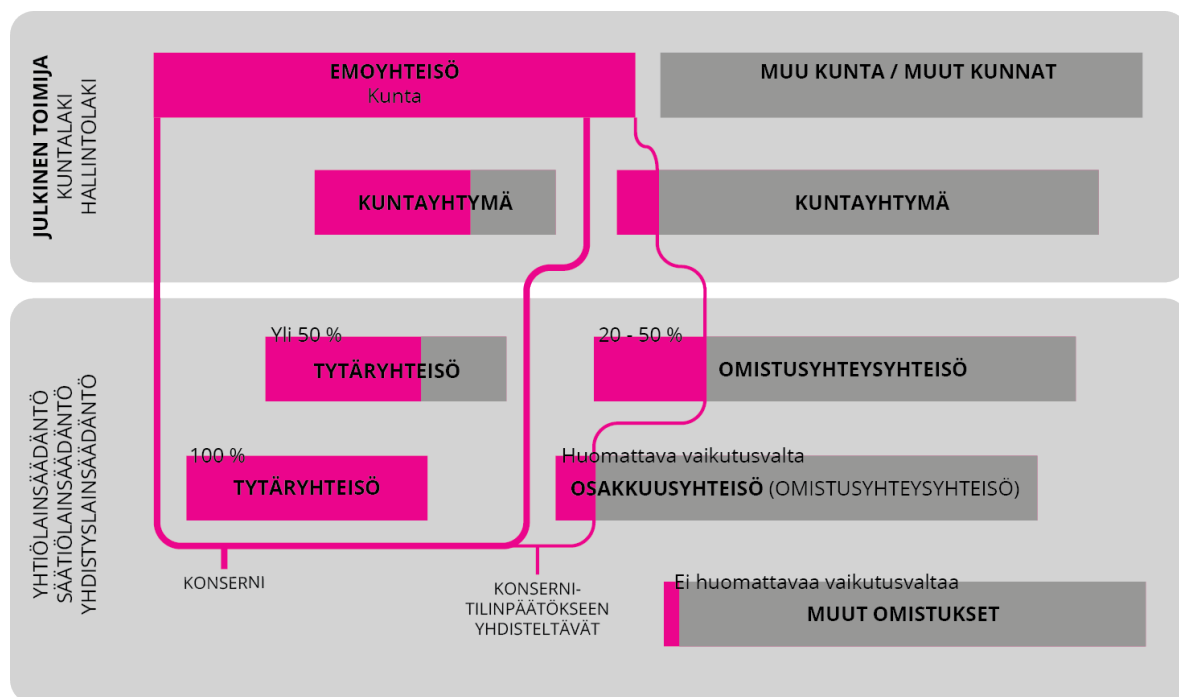 JULKINEN TOIMIJA
KUNTALAKI
HALLINTOLAKI
EMOYHTEISÖ
Kunta
MUU KUNTA / MUUT KUNNAT
KUNTAYHTYMÄ
KUNTAYHTYMÄ
YHTIÖLAINSÄÄDÄNTÖ
SÄÄTIÖLAINSÄÄDÄNTÖ
YHDISTYSLAINSÄÄDÄNTÖ
Yli 50 %
TYTÄRYHTEISÖ
20 - 50 %
OMISTUSYHTEYSYHTEISÖ
100 %
TYTÄRYHTEISÖ
Huomattava vaikutusvalta
OSAKKUUSYHTEISÖ (OMISTUSYHTEYSYHTEISÖ)
KONSERNI
KONSERNI-
TILINPÄÄTÖKSEEN
YHDISTELTÄVÄT
Ei huomattavaa vaikutusvaltaa
MUUT OMISTUKSET